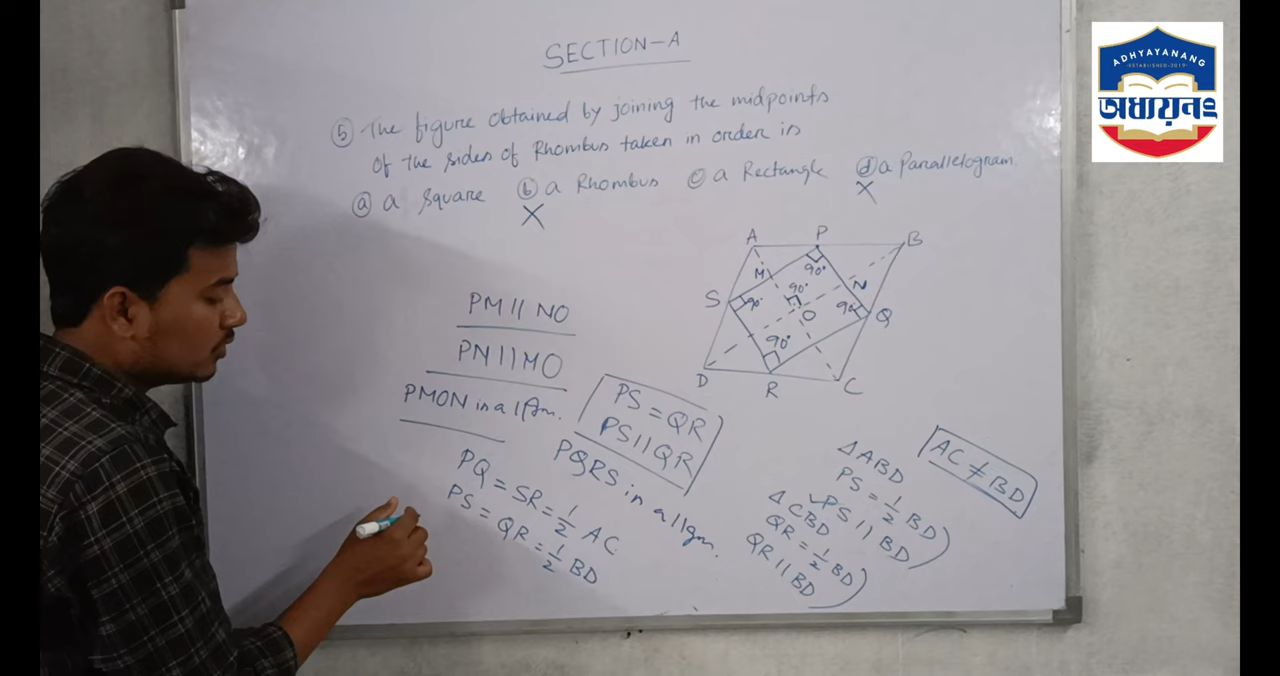 SECTION-A
⑤ The figure obtained by joining the midpoints
of the sides of Rhombus taken in order is
ⓐ a square ⓑ a Rhombus ⓒ a Rectangle ⓓ a Parallelogram.
X X
A P B
M 90° N
90°
S 90° O 90° Q
90°
D R C
PM || NO
PN || MO
PMON is a ||gm.
PS = QR
PS || QR
PQRS is a ||gm.
PQ = SR = 1/2 AC
PS = QR = 1/2 BD
△ABD
PS = 1/2 BD
PS || BD
△CBD
QR = 1/2 BD
QR || BD
AC ≠ BD
ADHYAYANANG
-ESTABLISHED-2019-
অধ্যয়নং